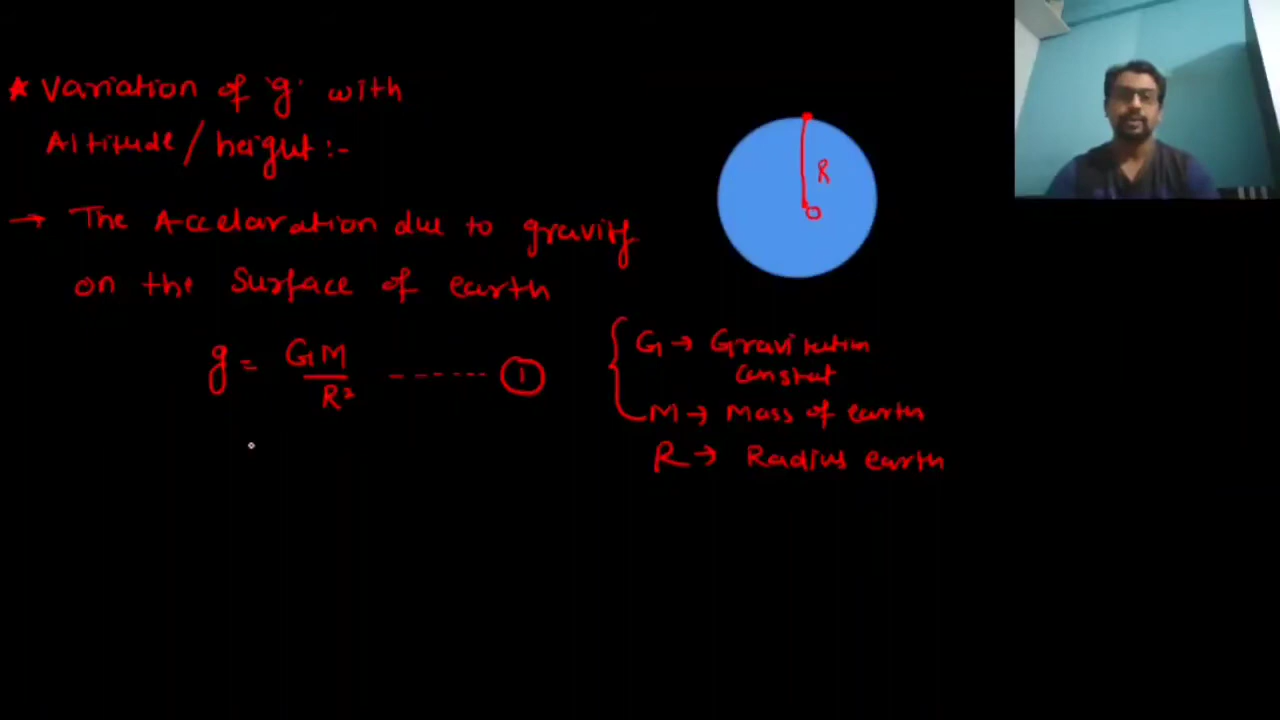 * Variation of 'g' with
Altitude / height :-
→ The Accelaration due to gravity
on the Surface of earth
g = GM / R² ------ ①
R
O
G → Gravitation
constat
M → Mass of earth
R → Radius earth